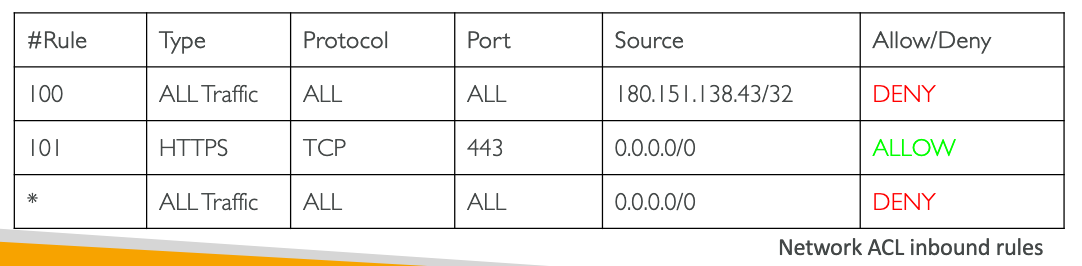 #Rule Type Protocol Port Source Allow/Deny
100 ALL Traffic ALL ALL 180.151.138.43/32 DENY
101 HTTPS TCP 443 0.0.0.0/0 ALLOW
* ALL Traffic ALL ALL 0.0.0.0/0 DENY
Network ACL inbound rules